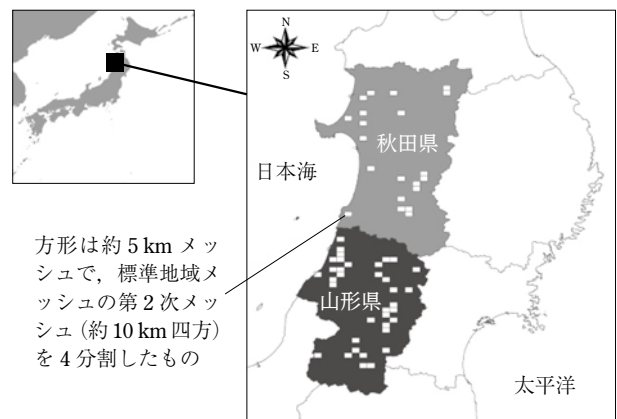 N
W E
S
秋田県
日本海
方形は約 5 km メッ
シュで，標準地域メ
ッシュの第 2 次メッ
シュ（約 10 km 四方）
を 4 分割したもの
山形県
太平洋